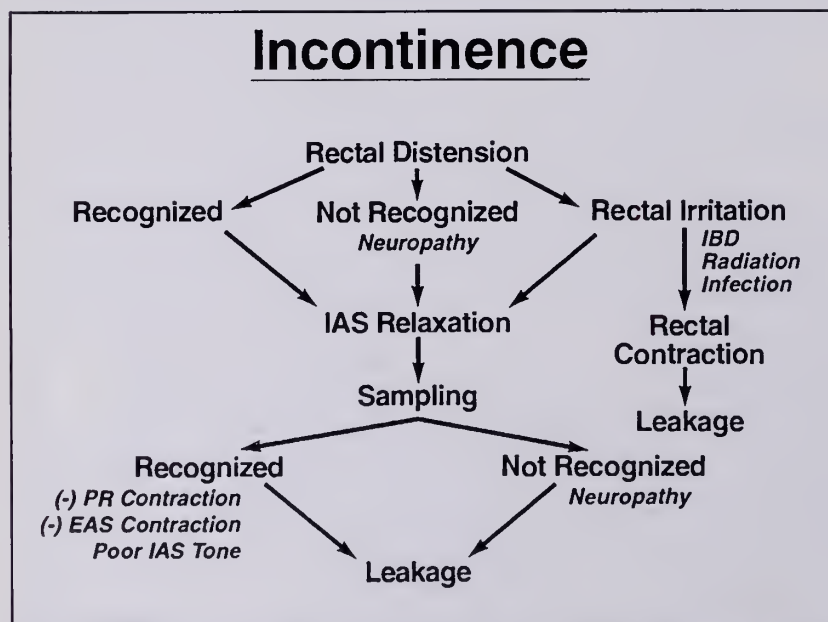 Incontinence
Rectal Distension
Recognized
Not Recognized
Neuropathy
Rectal Irritation
IBD
Radiation
Infection
IAS Relaxation
Rectal
Contraction
Sampling
Leakage
Recognized
(-) PR Contraction
(-) EAS Contraction
Poor IAS Tone
Not Recognized
Neuropathy
Leakage